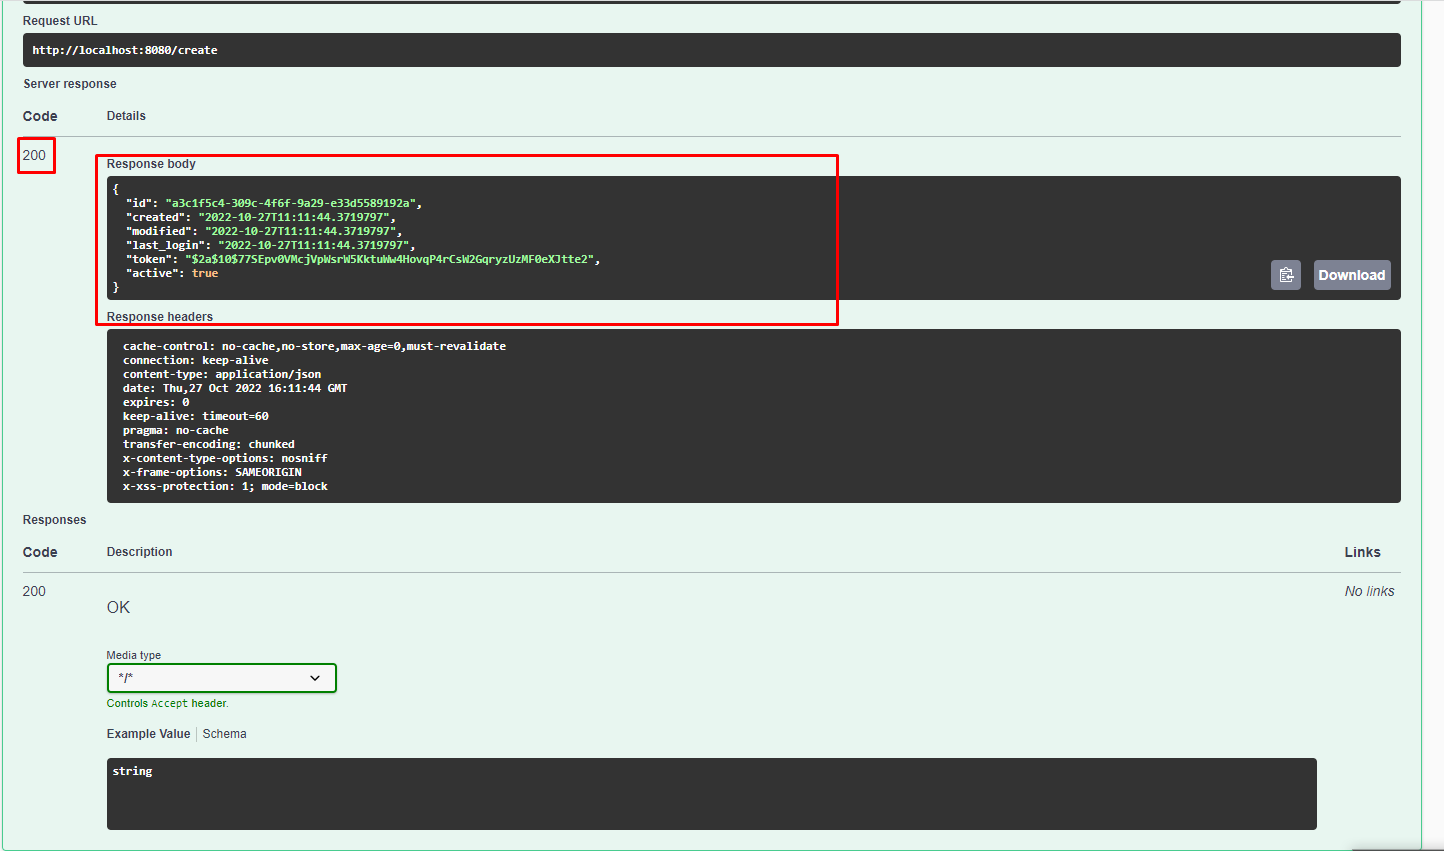 Request URL
http://localhost:8080/create
Server response
Code Details
200
Response body
{
"id": "a3c1f5c4-309c-4f6f-9a29-e33d5589192a",
"created": "2022-10-27T11:11:44.3719797",
"modified": "2022-10-27T11:11:44.3719797",
"last_login": "2022-10-27T11:11:44.3719797",
"token": "$2a$10$77SEpv0VMcjVpWsrW5KktuWw4HovqP4rCsW2GqryzUzMF0eXJtte2",
"active": true
}
Download
Response headers
cache-control: no-cache,no-store,max-age=0,must-revalidate
connection: keep-alive
content-type: application/json
date: Thu,27 Oct 2022 16:11:44 GMT
expires: 0
keep-alive: timeout=60
pragma: no-cache
transfer-encoding: chunked
x-content-type-options: nosniff
x-frame-options: SAMEORIGIN
x-xss-protection: 1; mode=block
Responses
Code Description Links
200 No links
OK
Media type
*/*
Controls Accept header.
Example Value Schema
string